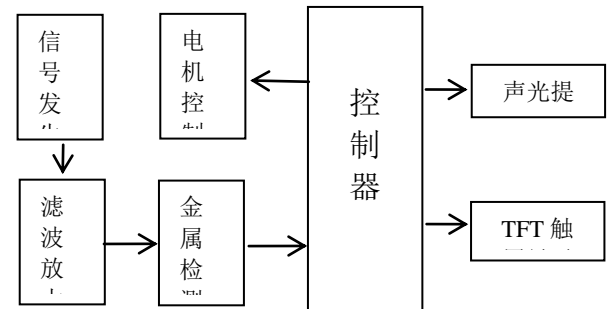 信
号
发
电
机
控
控
制
器
声光提
滤
波
放
金
属
检
测
TFT 触